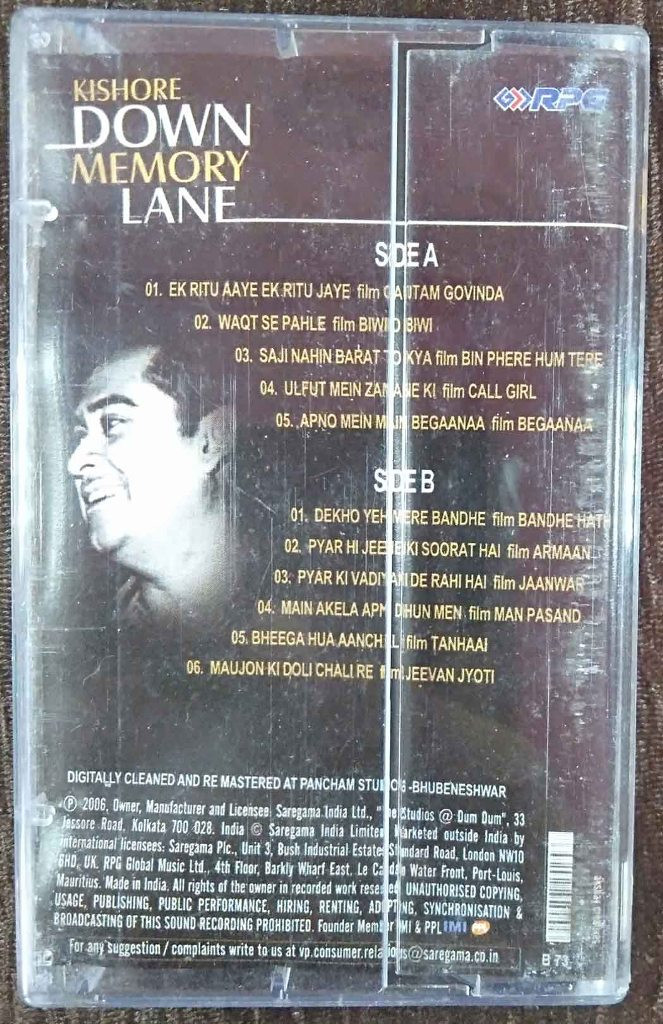 KISHORE
DOWN
MEMORY
LANE
RPG
SIDE A
01. EK RITU AAYE EK RITU JAYE film GAUTAM GOVINDA
02. WAQT SE PAHLE film BIWI O BIWI
03. SAJI NAHIN BARAT TO KYA film BIN PHERE HUM TERE
04. ULFUT MEIN ZAMANE KI film CALL GIRL
05. APNO MEIN MAIN BEGAANAA film BEGAANAA
SIDE B
01. DEKHO YEH MERE BANDHE film BANDHE HATH
02. PYAR HI JEENE KI SOORAT HAI film ARMAAN
03. PYAR KI VADIYAN DE RAHI HAI film JAANWAR
04. MAIN AKELA APNI DHUN MEN film MAN PASAND
05. BHEEGA HUA AANCHAL film TANHAAI
06. MAUJON KI DOLI CHALI RE film JEEVAN JYOTI
DIGITALLY CLEANED AND RE MASTERED AT PANCHAM STUDIOS -BHUBENESHWAR
℗ 2006, Owner, Manufacturer and Licensee Saregama India Ltd., "The Studios @ Dum Dum", 33
Jessore Road, Kolkata 700 028. India © Saregama India Limited Marketed outside India by
international licensees: Saregama Plc., Unit 3, Bush Industrial Estate Standard Road, London NW10
6HD, UK. RPG Global Music Ltd., 4th Floor, Barkly Wharf East, Le Caudan Water Front, Port-Louis,
Mauritius. Made in India. All rights of the owner in recorded work reserved UNAUTHORISED COPYING,
USAGE, PUBLISHING, PUBLIC PERFORMANCE, HIRING, RENTING, ADAPTING, SYNCHRONISATION &
BROADCASTING OF THIS SOUND RECORDING PROHIBITED. Founder Member IMI & PPL IMI
For any suggestion / complaints write to us at vp.consumer.relations@saregama.co.in
B 73